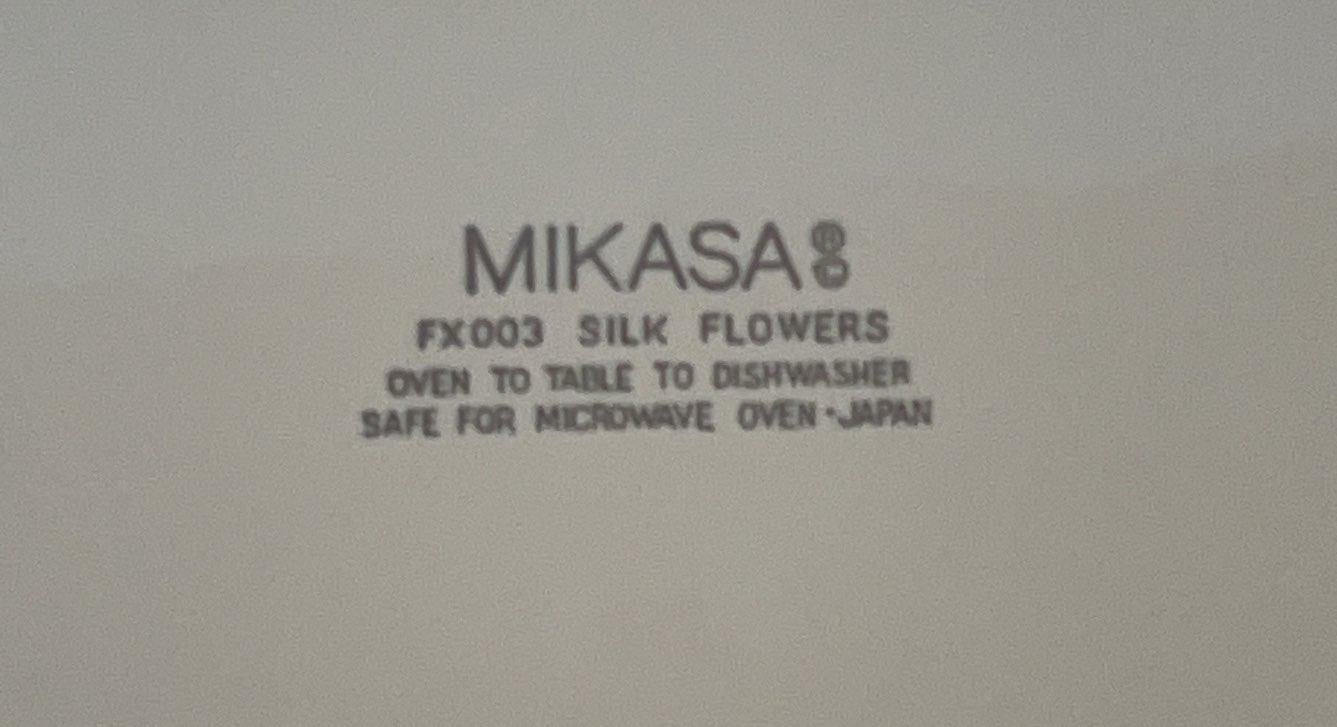 MIKASA ® ©
FX003 SILK FLOWERS
OVEN TO TABLE TO DISHWASHER
SAFE FOR MICROWAVE OVEN · JAPAN